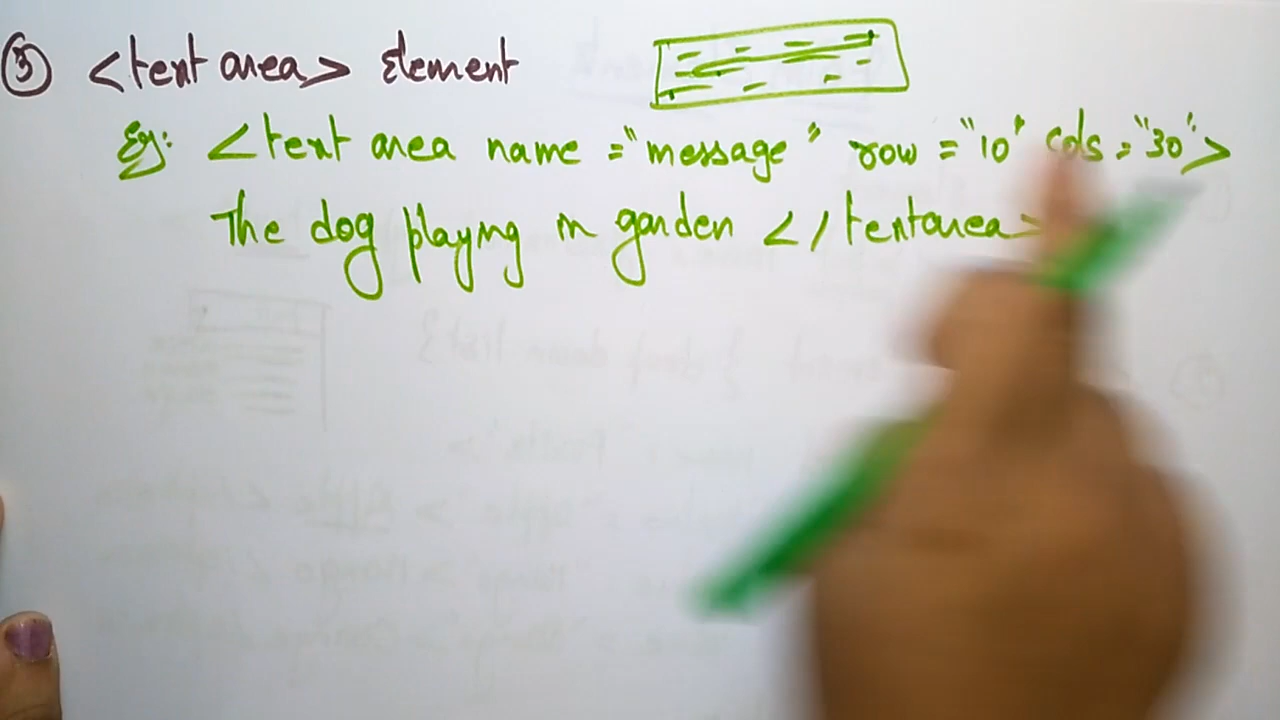 ③ <text area> Element
Eg: <text area name ="message" row ="10" cols ="30">
The dog playing in garden </textarea>